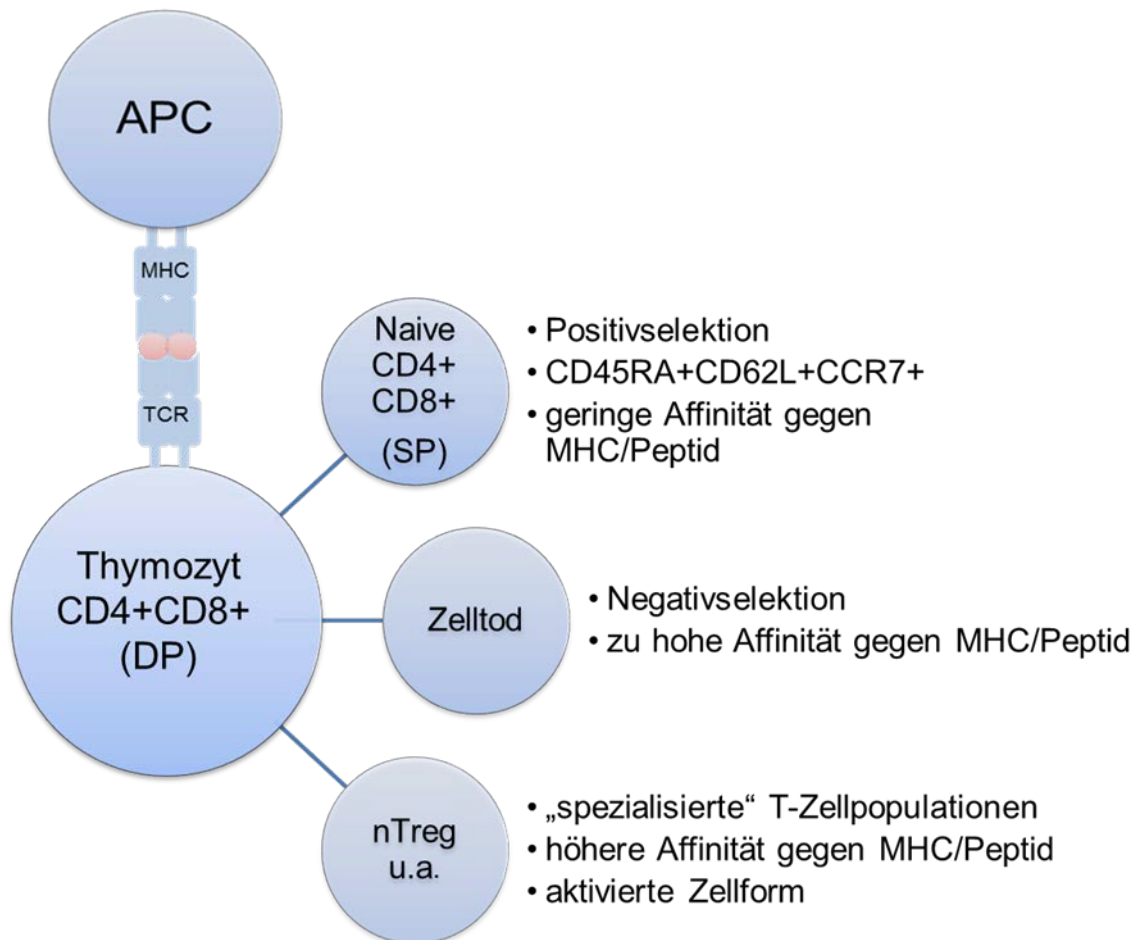 APC
MHC
TCR
Thymozyt
CD4+CD8+
(DP)
Naive
CD4+
CD8+
(SP)
• Positivselektion
• CD45RA+CD62L+CCR7+
• geringe Affinität gegen
MHC/Peptid
Zelltod
• Negativselektion
• zu hohe Affinität gegen MHC/Peptid
nTreg
u.a.
• „spezialisierte“ T-Zellpopulationen
• höhere Affinität gegen MHC/Peptid
• aktivierte Zellform